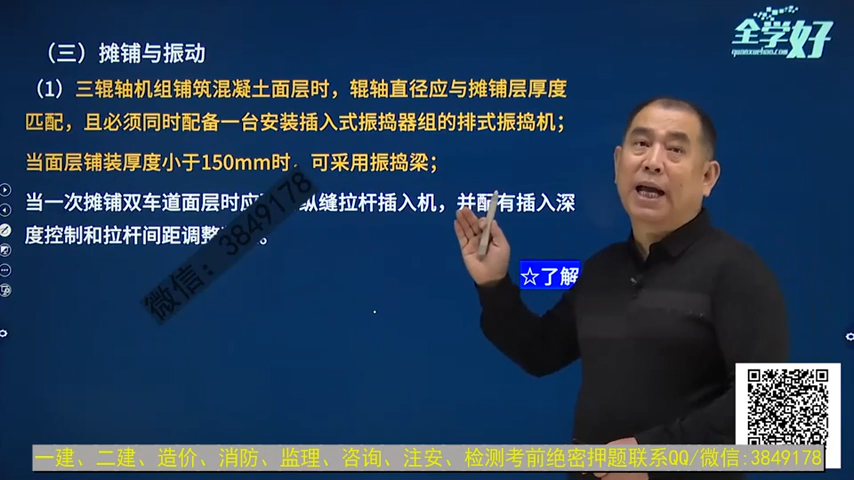 全学好
quanxuehao.com
（三）摊铺与振动
（1）三辊轴机组铺筑混凝土面层时，辊轴直径应与摊铺层厚度
匹配，且必须同时配备一台安装插入式振捣器组的排式振捣机；
当面层铺装厚度小于150mm时，可采用振捣梁；
当一次摊铺双车道面层时应 纵缝拉杆插入机，并配有插入深
度控制和拉杆间距调整 。
微信：3849178
☆了解
一建、二建、造价、消防、监理、咨询、注安、检测考前绝密押题联系QQ/微信:3849178